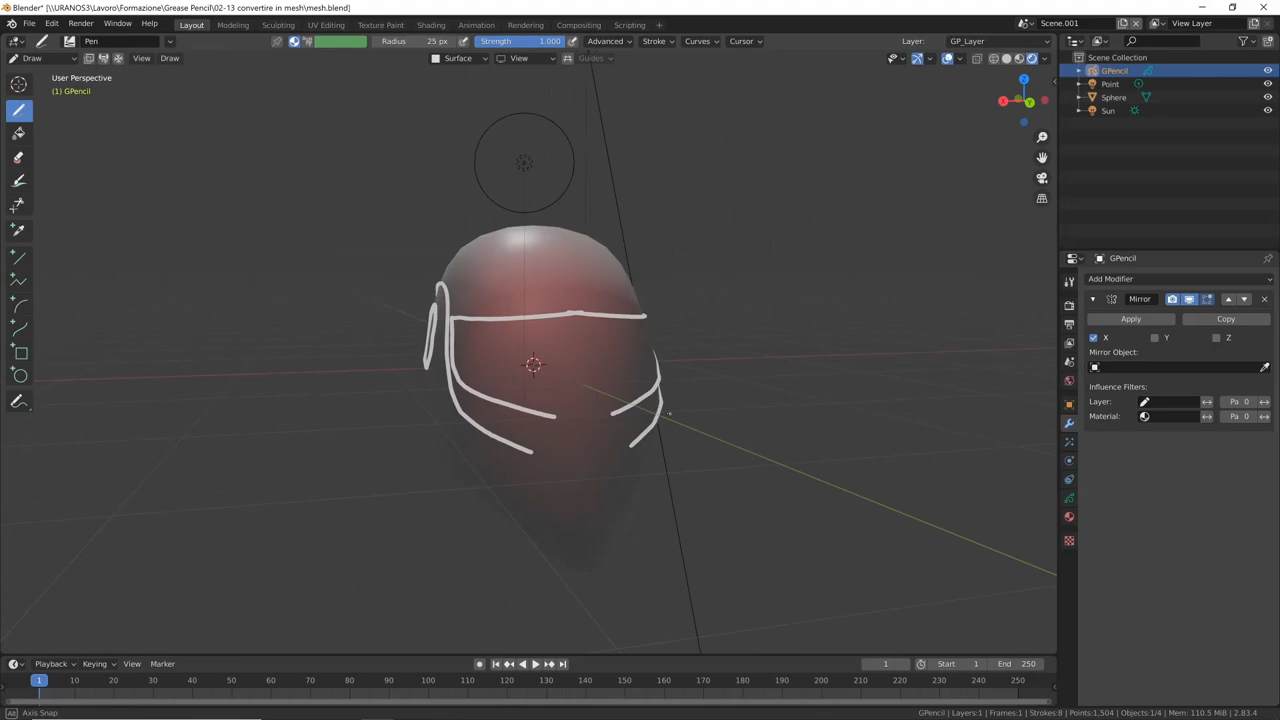 Blender* [\\URANOS3\Lavoro\Formazione\Grease Pencil\02-13 convertire in mesh\mesh.blend]
File Edit Render Window Help Layout Modeling Sculpting UV Editing Texture Paint Shading Animation Rendering Compositing Scripting Scene.001 View Layer
Pen Radius 25 px Strength 1.000 Advanced Stroke Curves Cursor Layer: GP_Layer
Draw View Draw Surface View Guides
User Perspective
(1) GPencil
Scene Collection
GPencil
Point
Sphere
Sun
X
Y
Z
GPencil
Add Modifier
Mirror
Apply Copy
X Y Z
Mirror Object:
Influence Filters:
Layer: Pa 0
Material: Pa 0
Playback Keying View Marker 1 Start 1 End 250
1 10 20 30 40 50 60 70 80 90 100 110 120 130 140 150 160 170 180 190 200 210 220 230 240 250
Axis Snap GPencil | Layers:1 | Frames:1 | Strokes:8 | Points:1,504 | Objects:1/4 | Mem: 110.5 MiB | 2.83.4